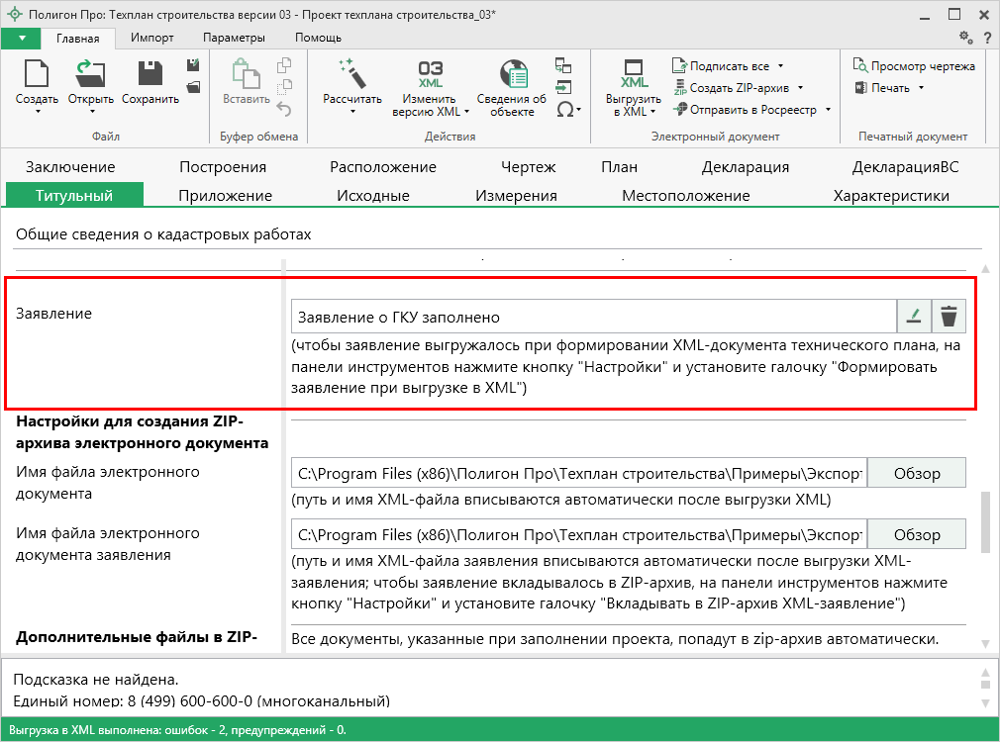 Полигон Про: Техплан строительства версии 03 - Проект техплана строительства_03*
Главная Импорт Параметры Помощь
?
Создать Открыть Сохранить
Файл
Вставить
Буфер обмена
Рассчитать
03 XML
Изменить версию XML
Сведения об объекте
Ω
Действия
XML
Выгрузить в XML
Подписать все
ZIP Создать ZIP-архив
Отправить в Росреестр
Электронный документ
Просмотр чертежа
Печать
Печатный документ
Заключение Построения Расположение Чертеж План Декларация ДекларацияВС
Титульный Приложение Исходные Измерения Местоположение Характеристики
Общие сведения о кадастровых работах
Заявление
Заявление о ГКУ заполнено
(чтобы заявление выгружалось при формировании XML-документа технического плана, на
панели инструментов нажмите кнопку "Настройки" и установите галочку "Формировать
заявление при выгрузке в XML")
Настройки для создания ZIP-
архива электронного документа
Имя файла электронного
документа
C:\Program Files (x86)\Полигон Про\Техплан строительства\Примеры\Экспорт
Обзор
(путь и имя XML-файла вписываются автоматически после выгрузки XML)
Имя файла электронного
документа заявления
C:\Program Files (x86)\Полигон Про\Техплан строительства\Примеры\Экспорт
Обзор
(путь и имя XML-файла заявления вписываются автоматически после выгрузки XML-
заявления; чтобы заявление вкладывалось в ZIP-архив, на панели инструментов нажмите
кнопку "Настройки" и установите галочку "Вкладывать в ZIP-архив XML-заявление")
Дополнительные файлы в ZIP-
Все документы, указанные при заполнении проекта, попадут в zip-архив автоматически.
Подсказка не найдена.
Единый номер: 8 (499) 600-600-0 (многоканальный)
Выгрузка в XML выполнена: ошибок - 2, предупреждений - 0.